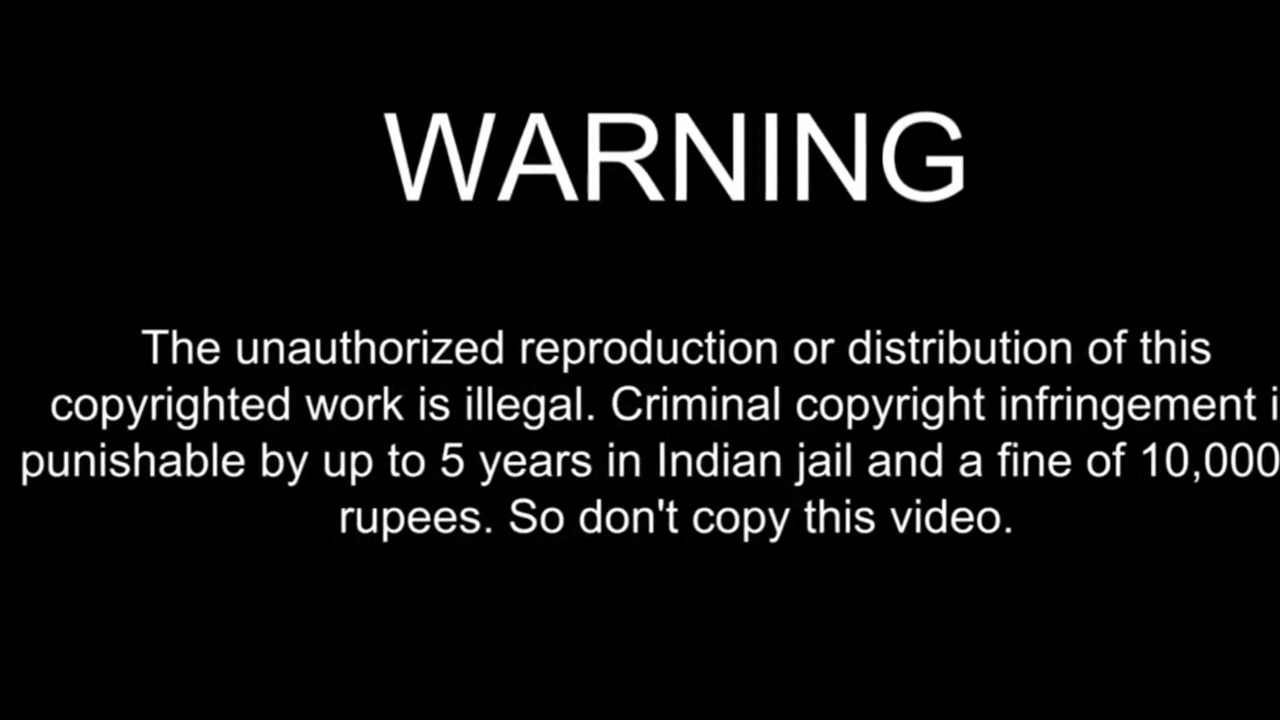 WARNING
The unauthorized reproduction or distribution of this
copyrighted work is illegal. Criminal copyright infringement i
punishable by up to 5 years in Indian jail and a fine of 10,000
rupees. So don't copy this video.